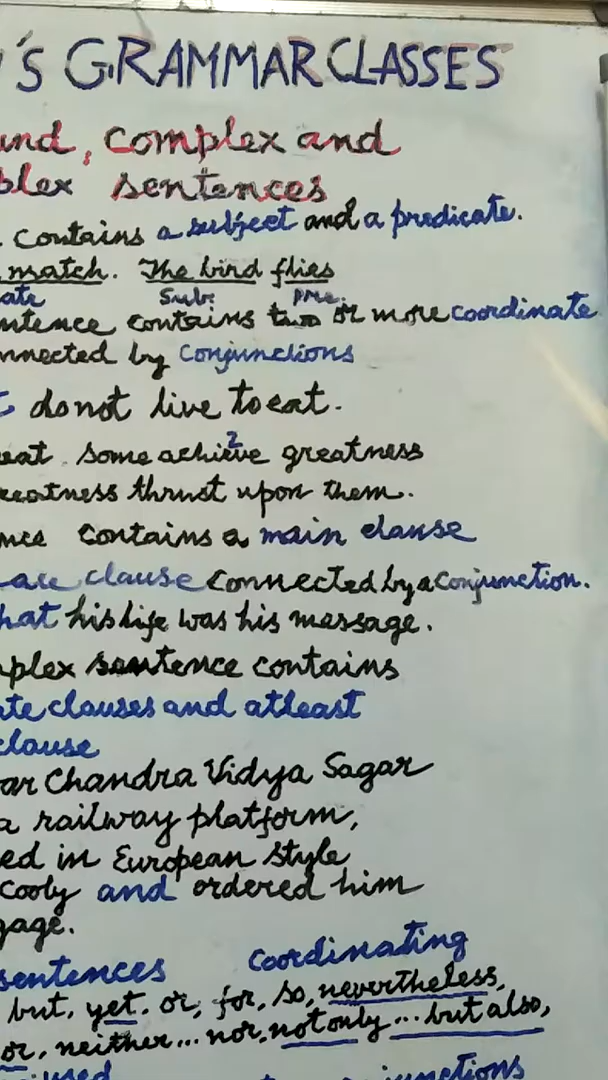 'S GRAMMAR CLASSES
und, complex and
plex sentences
. contains a subject and a predicate.
match. The bird flies
ate Sub. Pre.
ntence contains two or more coordinate
nnected by conjunctions
do not live to eat.
eat. some achieve greatness
2
reatness thrust upon them.
nce contains a main clause
clause connected by a conjunction.
hat his life was his message.
mplex sentence contains
te clauses and atleast
clause
ar Chandra Vidya Sagar
a railway platform,
ed in European Style
Cooly and ordered him
gage.
sentences Coordinating
but, yet, or, for, so, nevertheless,
or, neither... nor, not only... but also,
used